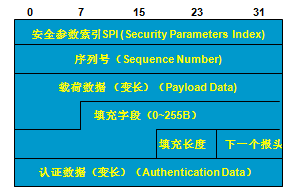 0 7 15 23 31
安全参数索引SPI (Security Parameters Index)
序列号 (Sequence Number)
载荷数据 (变长) (Payload Data)
填充字段 (0~255B)
填充长度 下一个报头
认证数据 (变长) (Authentication Data)